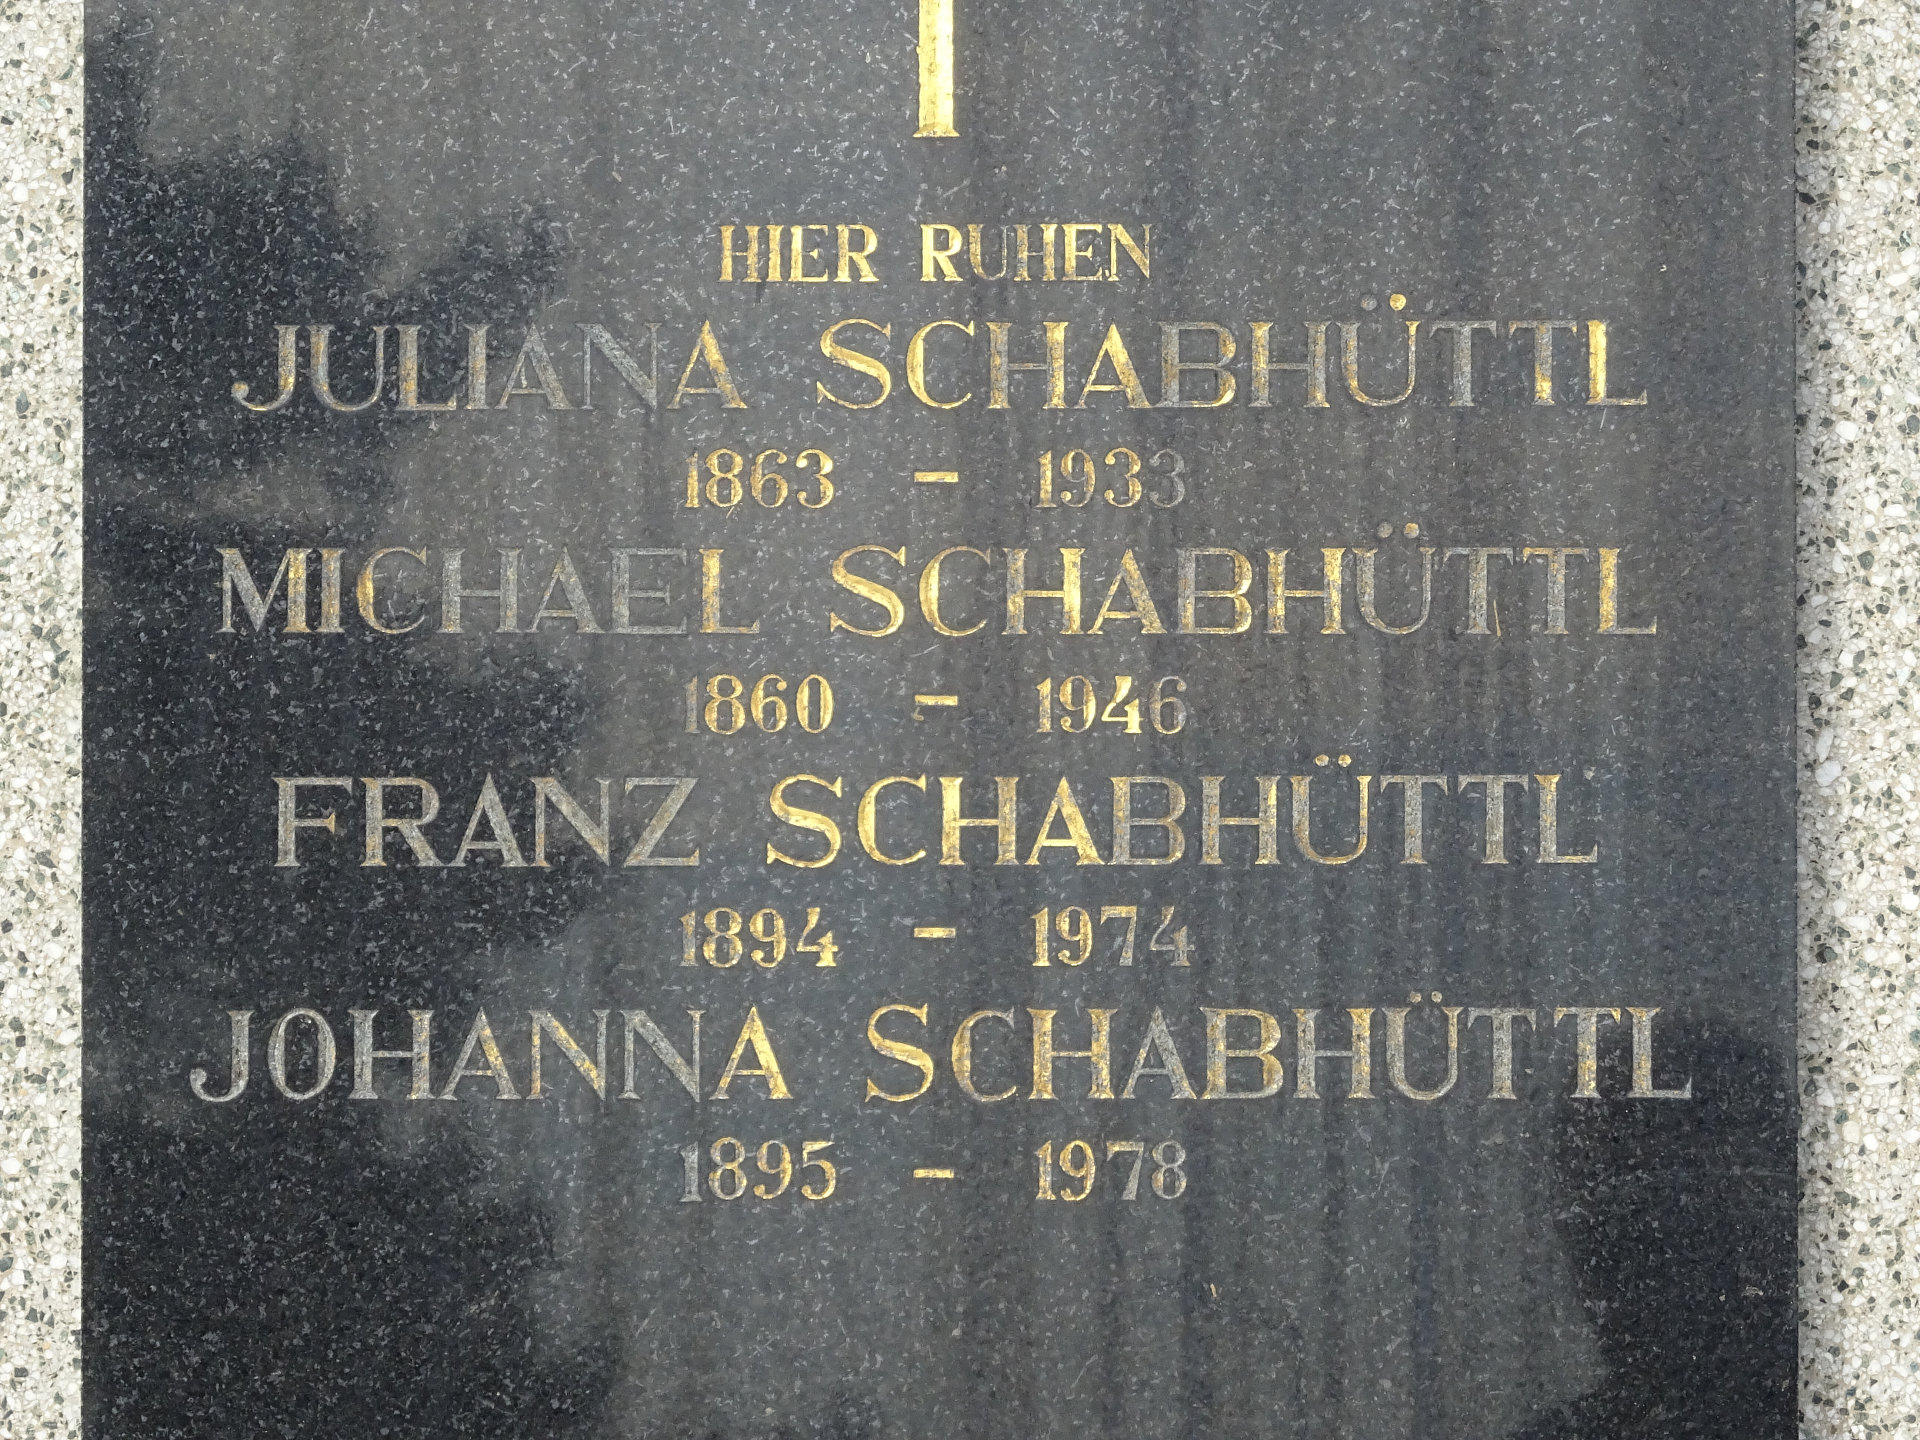 HIER RUHEN
JULIANA SCHABHÜTTL
1863 - 1933
MICHAEL SCHABHÜTTL
1860 - 1946
FRANZ SCHABHÜTTL
1894 - 1974
JOHANNA SCHABHÜTTL
1895 - 1978